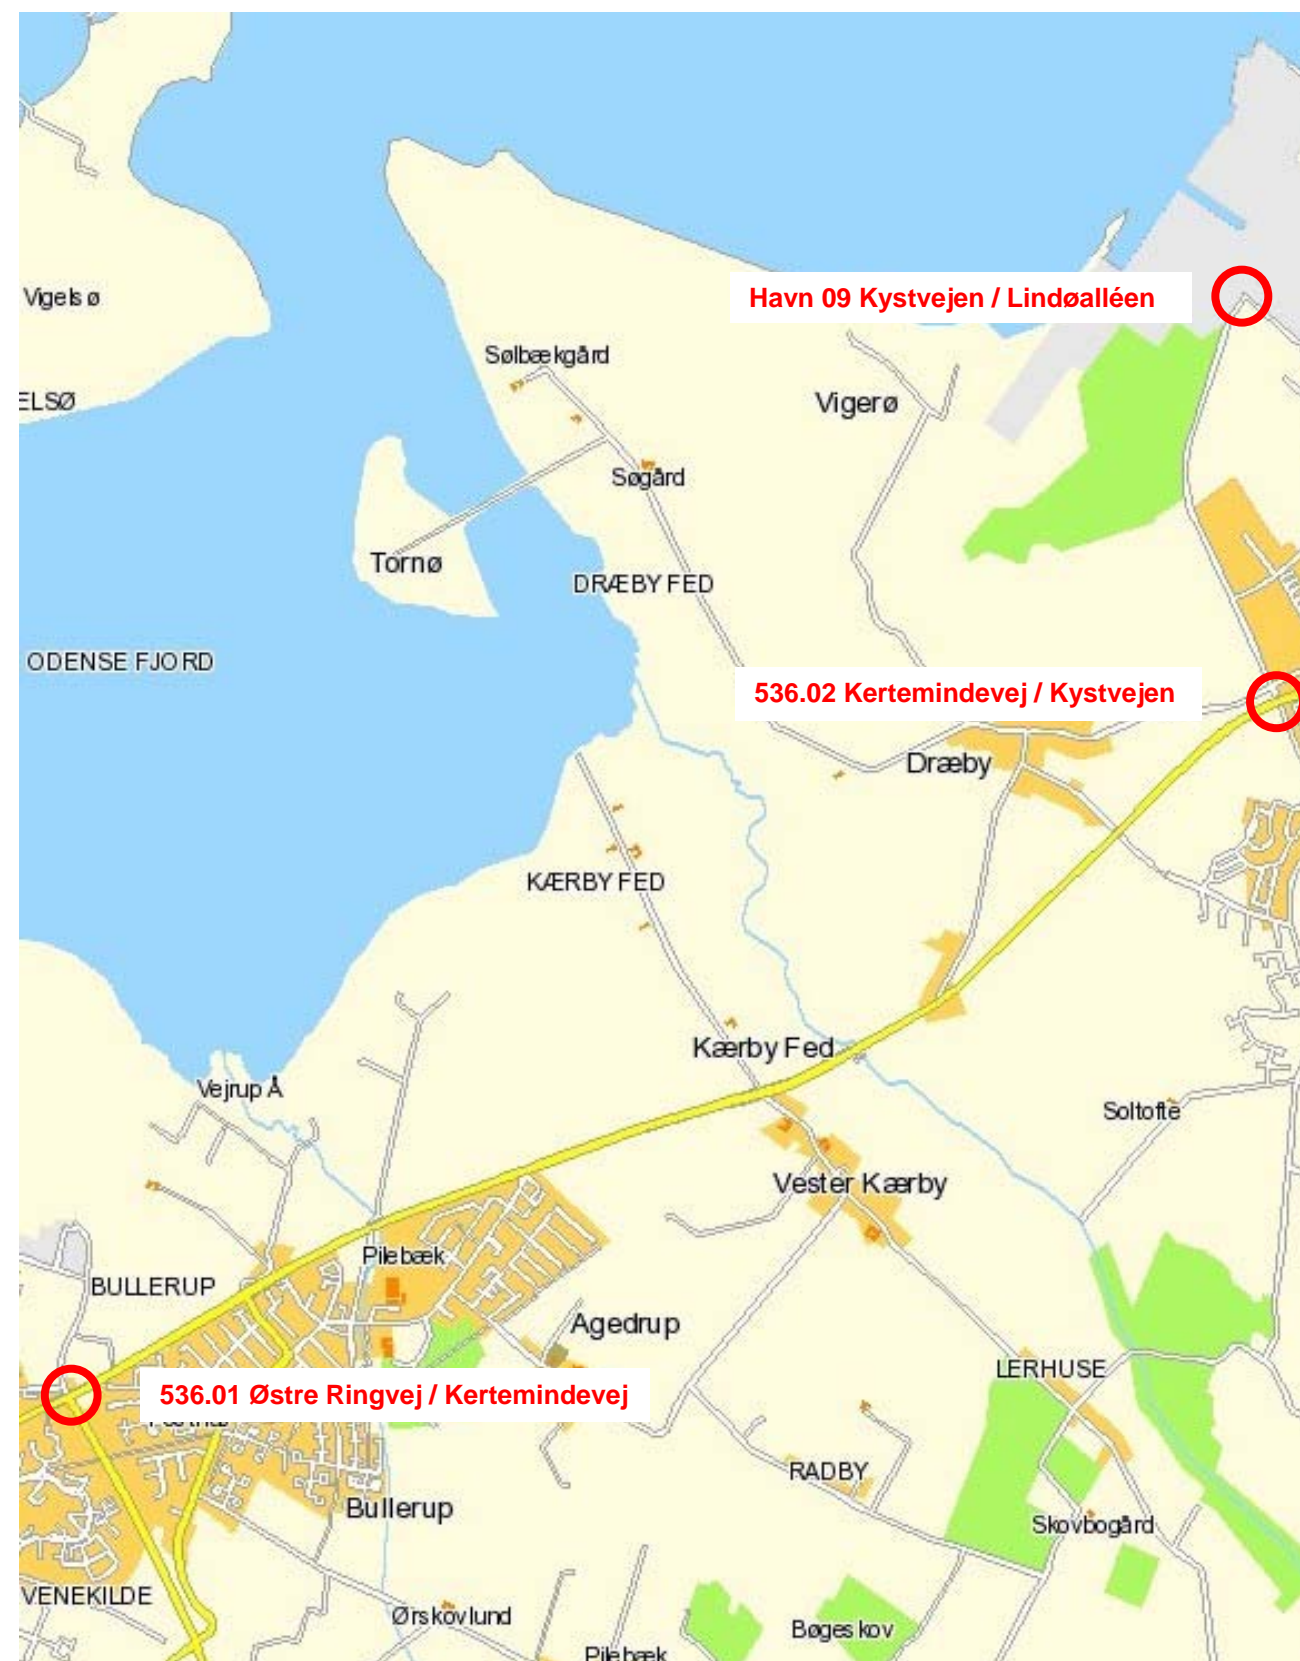 Vigelsø
Havn 09 Kystvejen / Lindøalléen
Sølbækgård
ELSØ
Vigerø
Søgård
Tornø
DRÆBY FED
ODENSE FJORD
536.02 Kertemindevej / Kystvejen
Dræby
KÆRBY FED
Kærby Fed
Vejrup Å
Soltofte
Vester Kærby
Pilebæk
BULLERUP
Agedrup
LERHUSE
536.01 Østre Ringvej / Kertemindevej
RADBY
Bullerup
Skovbogård
VENEKILDE
Ørskovlund
Bøgeskov
Pilebæk